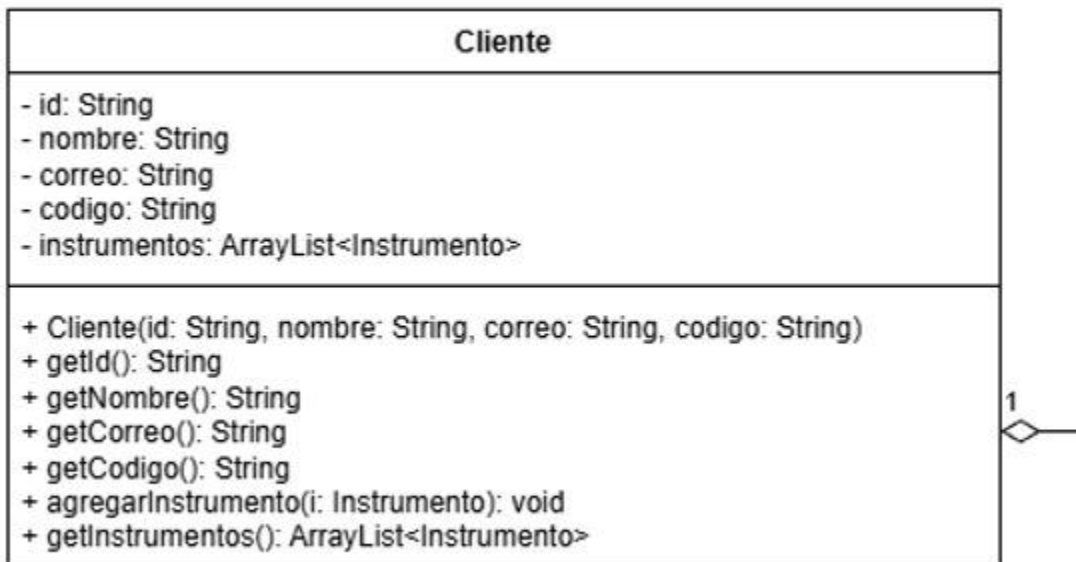 Cliente
- id: String
- nombre: String
- correo: String
- codigo: String
- instrumentos: ArrayList<Instrumento>
+ Cliente(id: String, nombre: String, correo: String, codigo: String)
+ getId(): String
+ getNombre(): String
+ getCorreo(): String
+ getCodigo(): String
+ agregarInstrumento(i: Instrumento): void
+ getInstrumentos(): ArrayList<Instrumento>
1